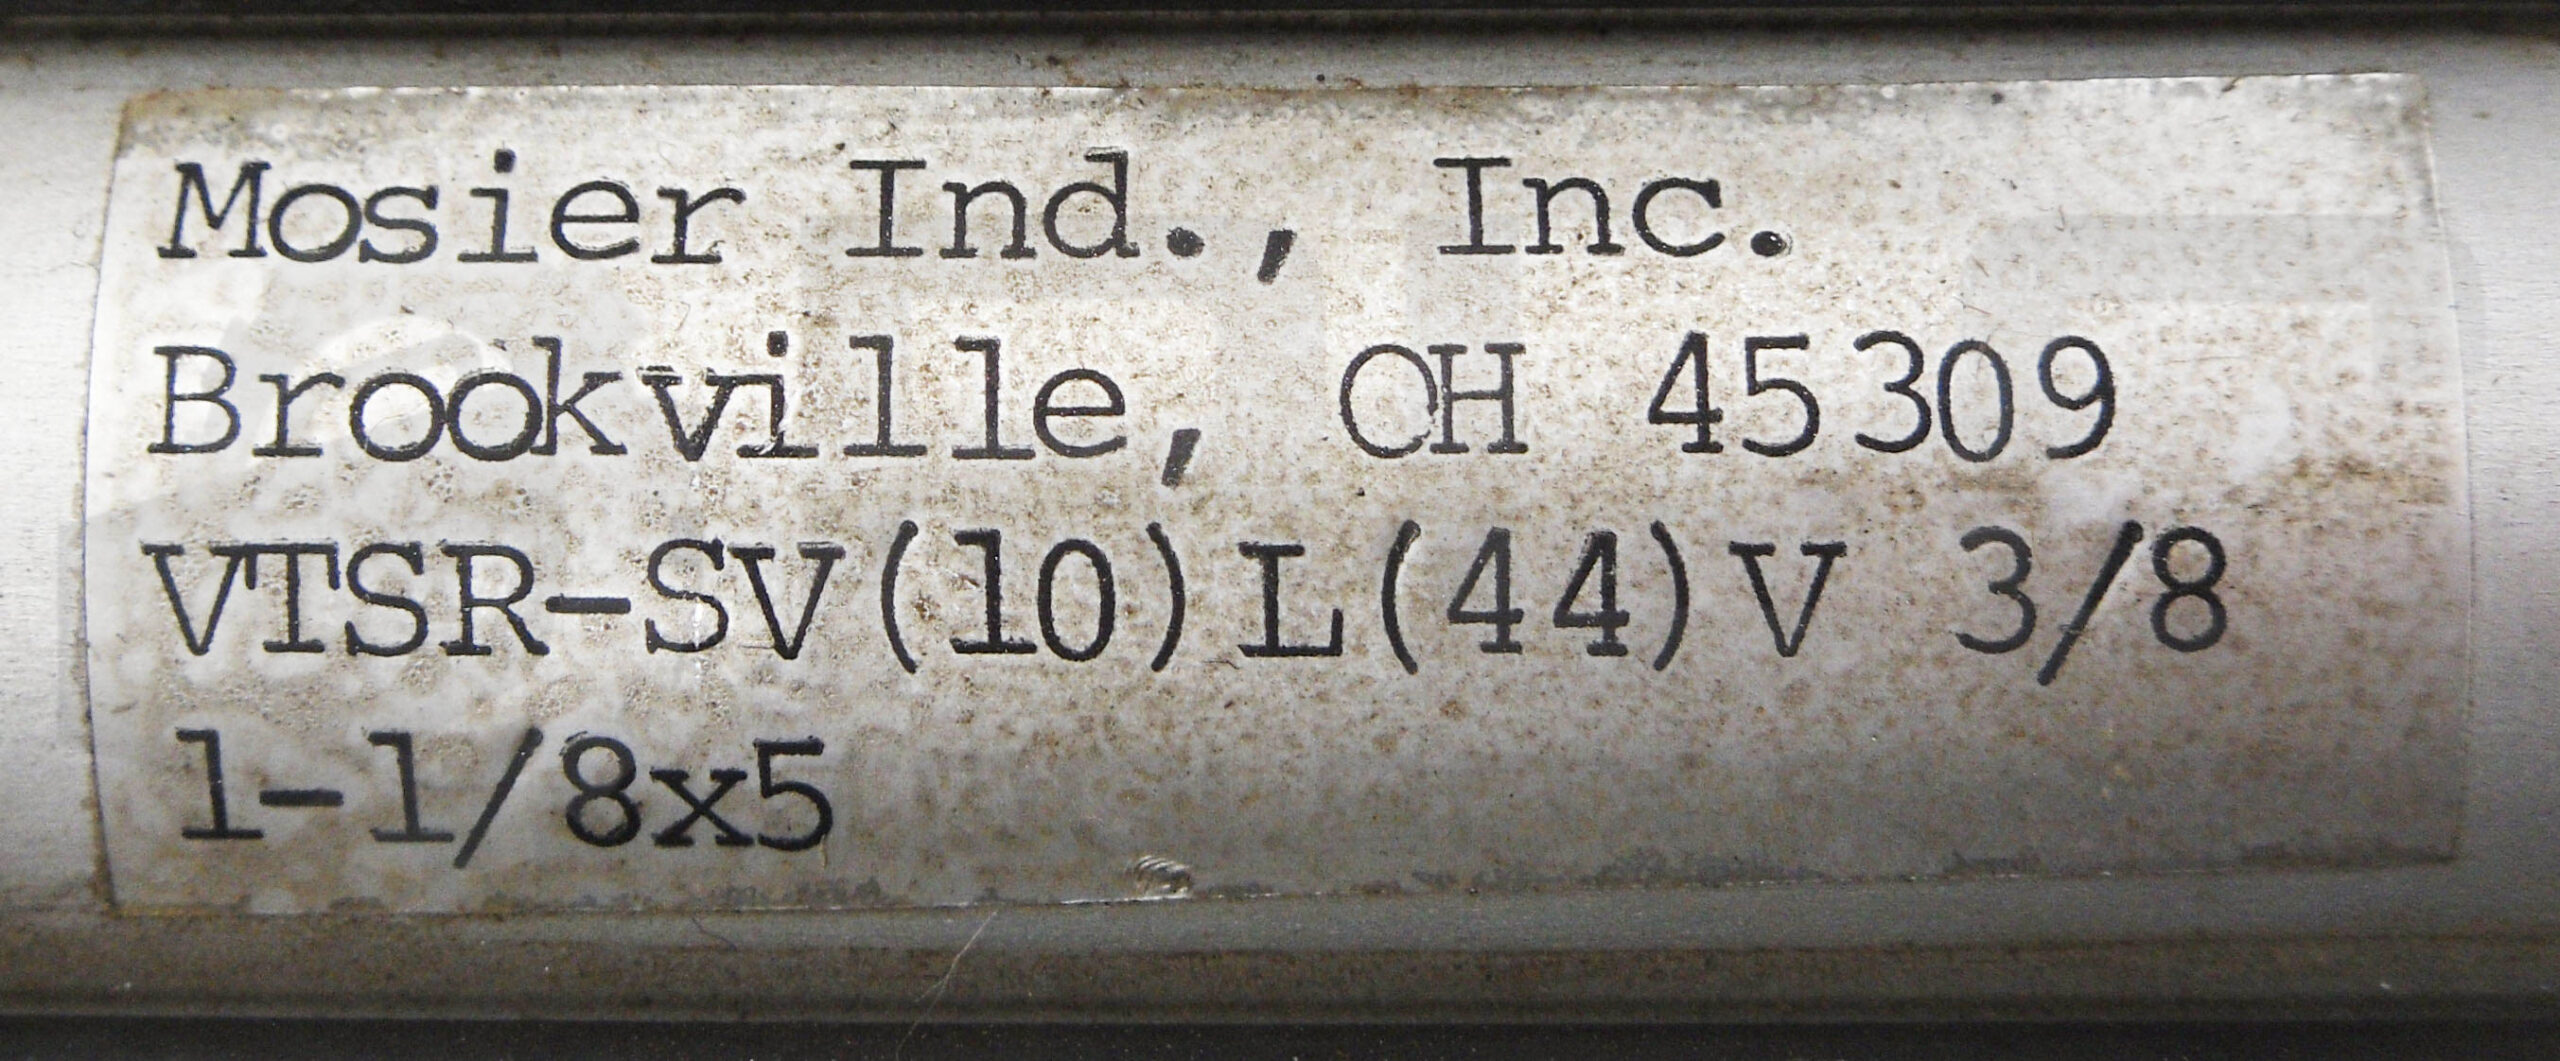 Mosier Ind., Inc.
Brookville, OH 45309
VTSR-SV(10)L(44)V 3/8
1-1/8x5